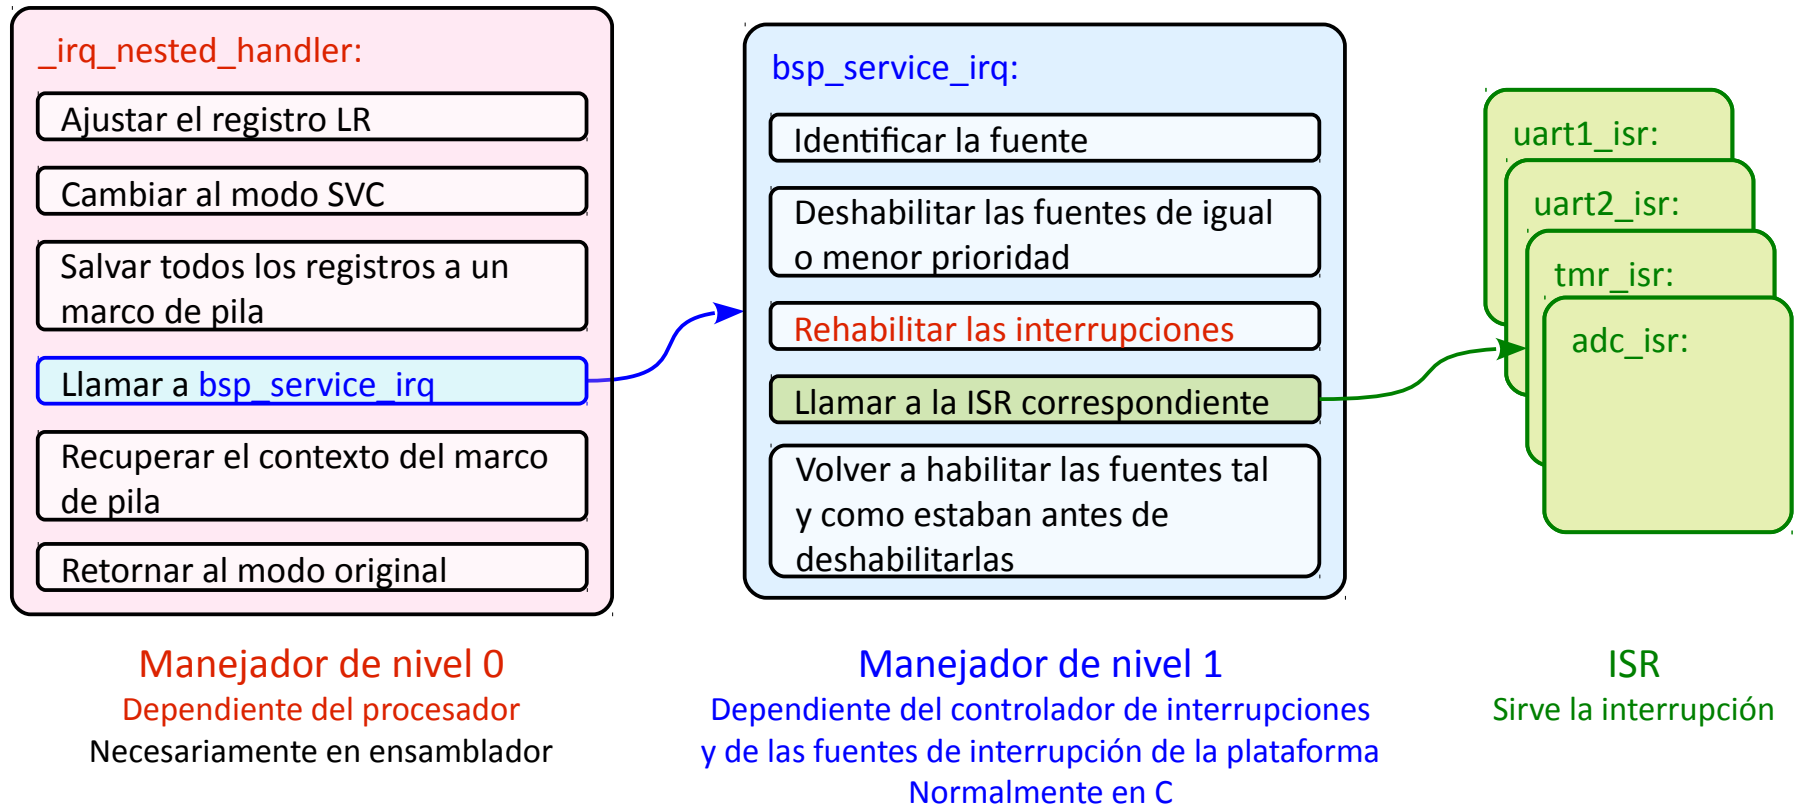 _irq_nested_handler:
Ajustar el registro LR
Cambiar al modo SVC
Salvar todos los registros a un
marco de pila
Llamar a bsp_service_irq
Recuperar el contexto del marco
de pila
Retornar al modo original
Manejador de nivel 0
Dependiente del procesador
Necesariamente en ensamblador
bsp_service_irq:
Identificar la fuente
Deshabilitar las fuentes de igual
o menor prioridad
Rehabilitar las interrupciones
Llamar a la ISR correspondiente
Volver a habilitar las fuentes tal
y como estaban antes de
deshabilitarlas
Manejador de nivel 1
Dependiente del controlador de interrupciones
y de las fuentes de interrupción de la plataforma
Normalmente en C
uart1_isr:
uart2_isr:
tmr_isr:
adc_isr:
ISR
Sirve la interrupción